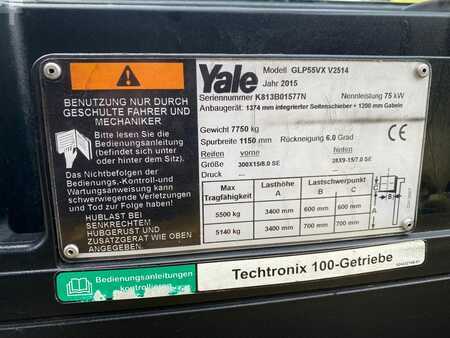 BENUTZUNG NUR DURCH
GESCHULTE FAHRER UND
MECHANIKER
Bitte lesen Sie die
Bedienungsanleitung
(befindet sich unter
oder hinter dem Sitz).
Das Nichtbefolgen der
Bedienungs,-Kontroll-und
Wartungsanweisung kann
schwerwiegende Verletzungen
und Tod zur Folge haben!
HUBLAST BEI
SENKRECHTEM
HUBGERUEST UND
ZUSATZGERAET WIE OBEN
ANGEGEBEN.
Yale
Modell GLP55VX V2514
Jahr 2015
Seriennummer K813B01577N Nennleistung 75 kW
Anbaugerät: 1374 mm integrierter Seitenschieber + 1200 mm Gabeln
Gewicht 7750 kg
Spurbreite 1150 mm Rückneigung 6.0 Grad
Reifen vorne hinten
Größe 300X15/8.0 SE 28X9-15/7.0 SE
Druck --- ---
Max Tragfähigkeit Lasthöhe A Lastschwerpunkt B C
5500 kg 3400 mm 600 mm 600 mm
5140 kg 3400 mm 700 mm 700 mm
C
A
B
Bedienungsanleitungen
kontrollieren
Techtronix 100-Getriebe